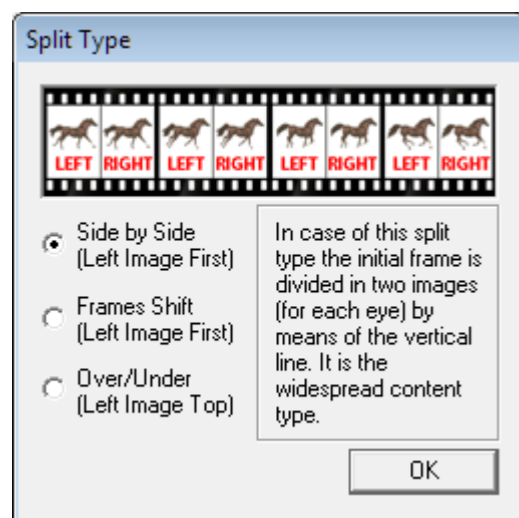 Split Type
LEFT RIGHT LEFT RIGHT LEFT RIGHT LEFT RIGHT
Side by Side
(Left Image First)
Frames Shift
(Left Image First)
Over/Under
(Left Image Top)
In case of this split
type the initial frame is
divided in two images
(for each eye) by
means of the vertical
line. It is the
widespread content
type.
OK